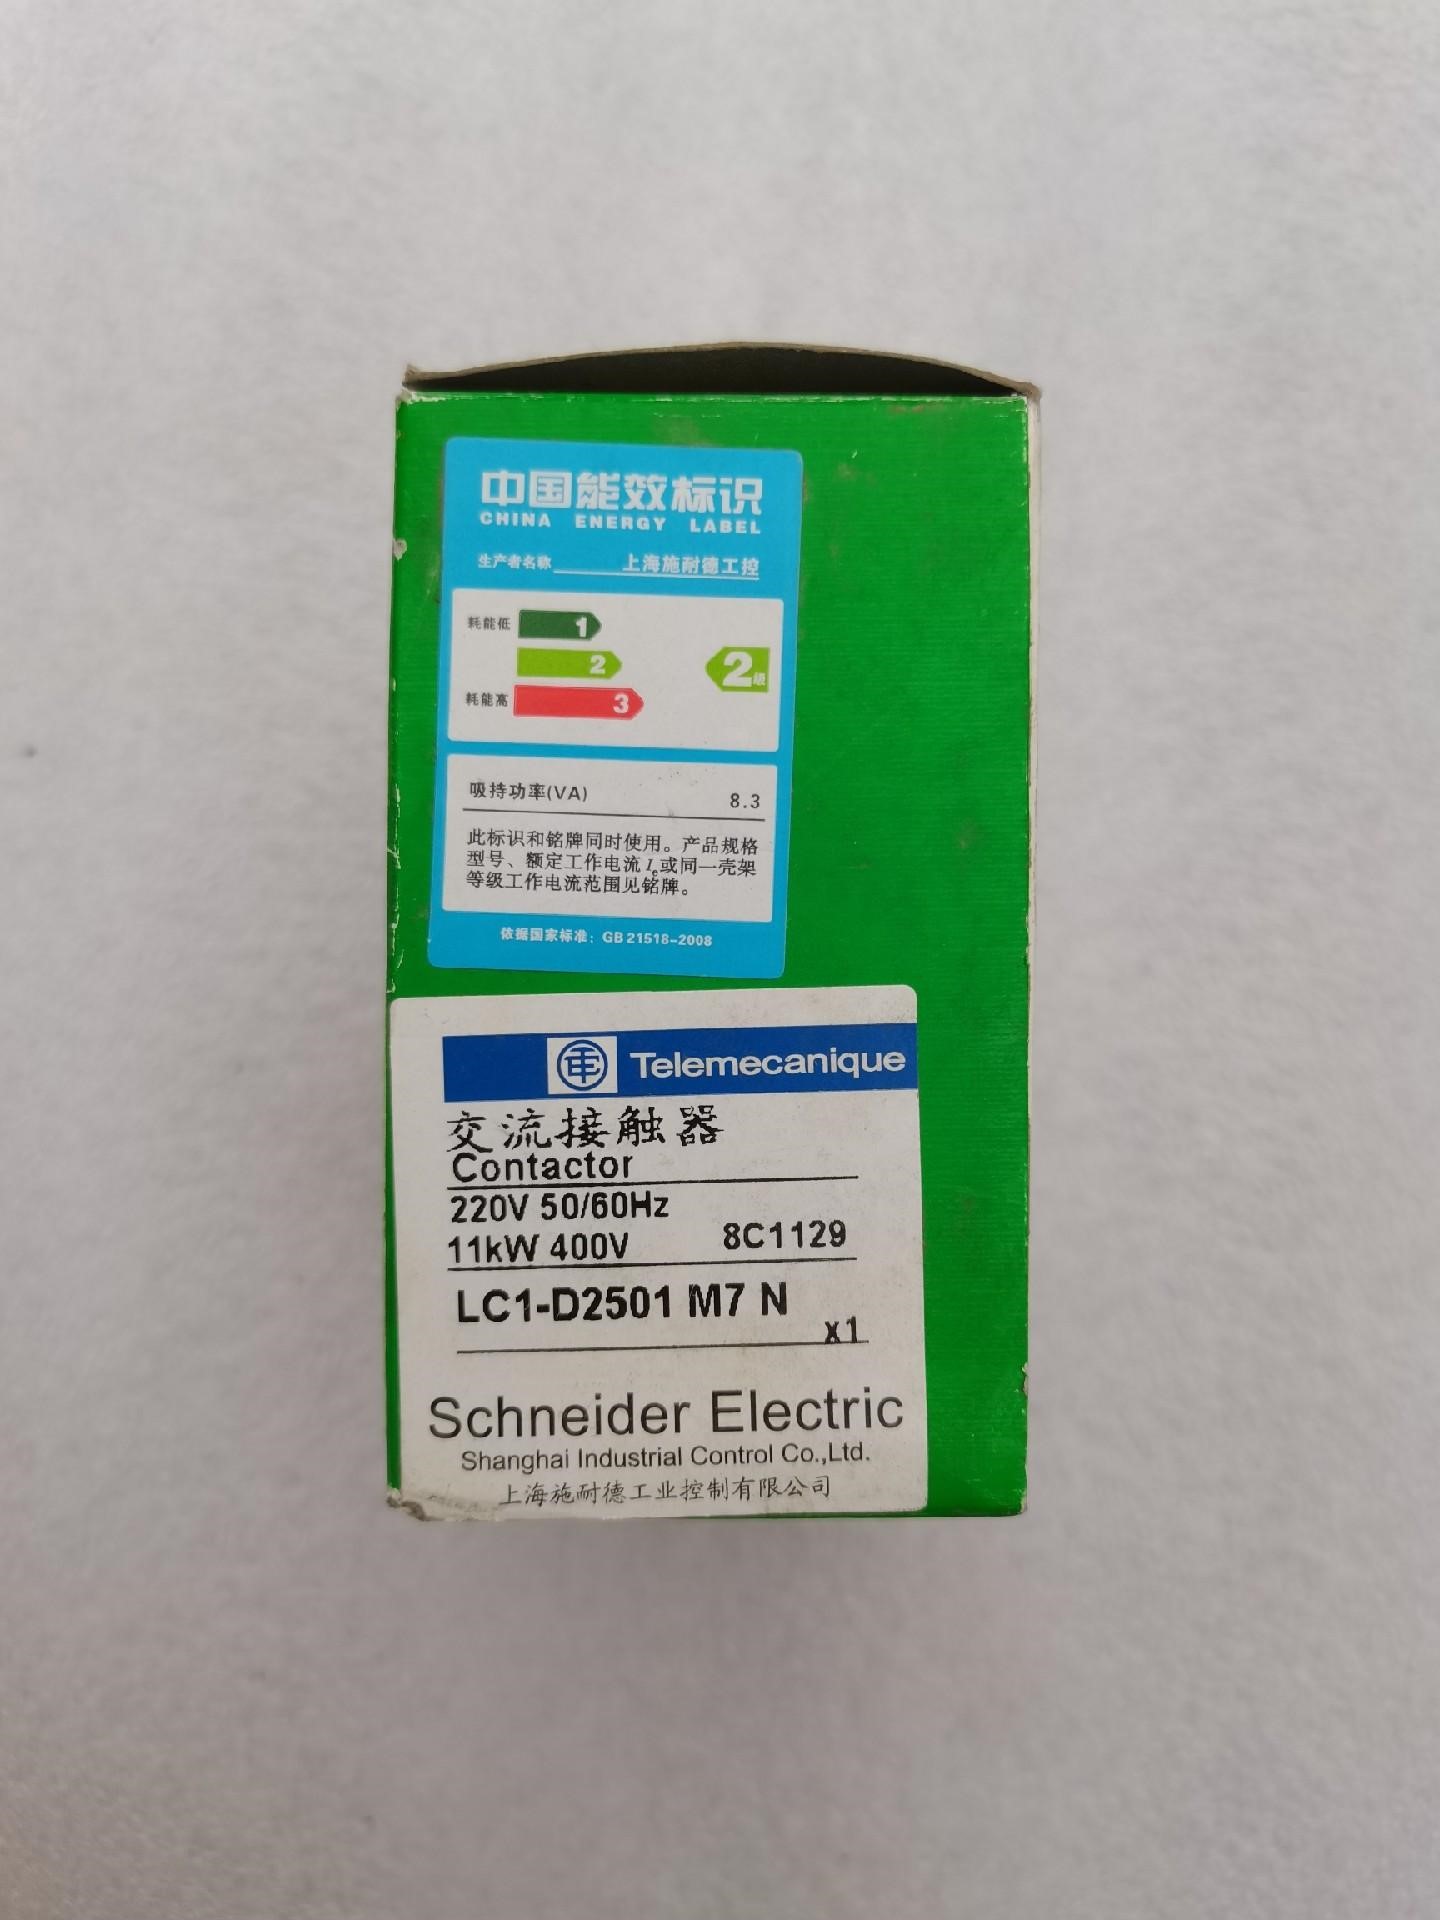 中国能效标识
CHINA ENERGY LABEL
生产者名称 上海施耐德工控
耗能低 1
2
2级
耗能高 3
吸持功率(VA) 8.3
此标识和铭牌同时使用。产品规格
型号、额定工作电流Ie或同一壳架
等级工作电流范围见铭牌。
依据国家标准：GB 21518-2008
TE Telemecanique
交流接触器
Contactor
220V 50/60Hz
11kW 400V 8C1129
LC1-D2501 M7 N
x1
Schneider Electric
Shanghai Industrial Control Co.,Ltd.
上海施耐德工业控制有限公司